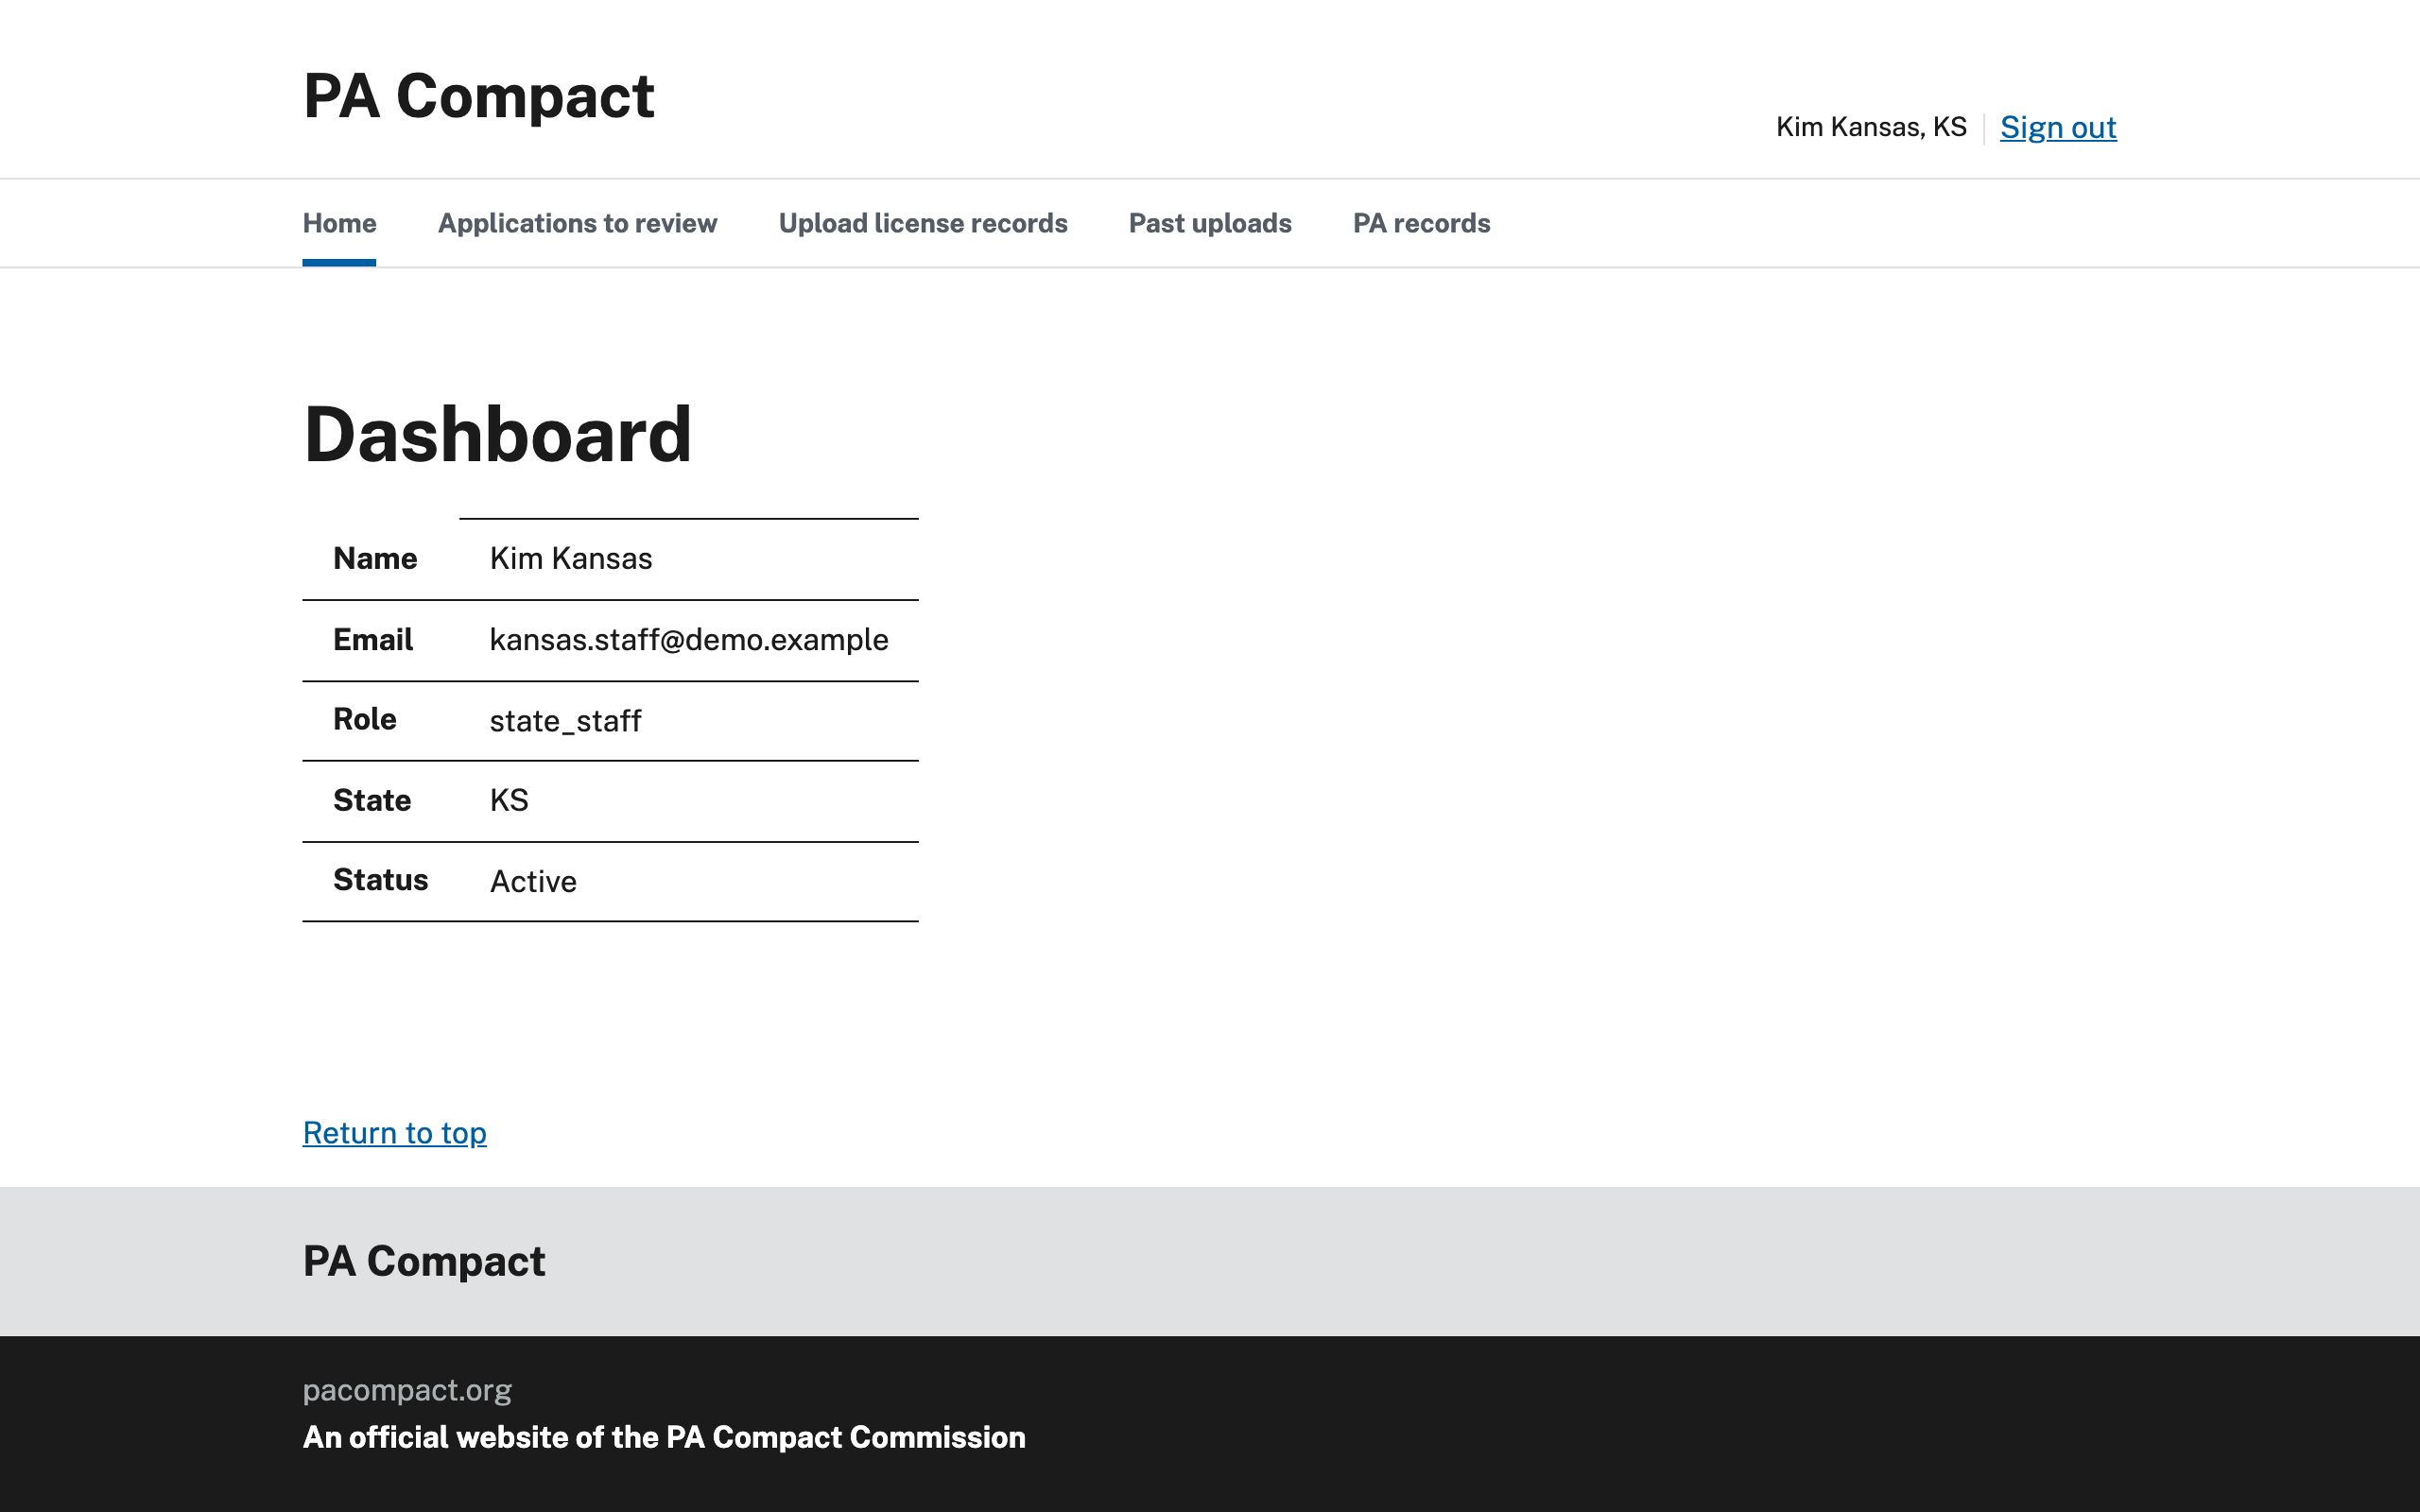 PA Compact
Kim Kansas, KS Sign out
Home Applications to review Upload license records Past uploads PA records
Dashboard
Name Kim Kansas
Email kansas.staff@demo.example
Role state_staff
State KS
Status Active
Return to top
PA Compact
pacompact.org
An official website of the PA Compact Commission